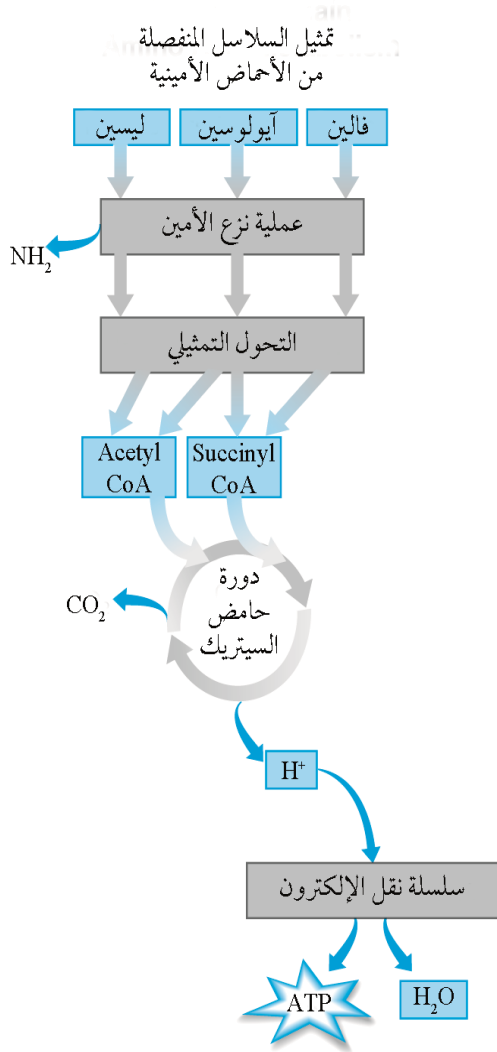 تمثيل السلاسل المنفصلة
من الأحماض الأمينية
فالين
آيولوسين
ليسين
عملية نزع الأمين
NH₂
التحول التمثيلي
Acetyl
CoA
Succinyl
CoA
دورة
حامض
السيتريك
CO₂
H⁺
سلسلة نقل الإلكترون
ATP
H₂O